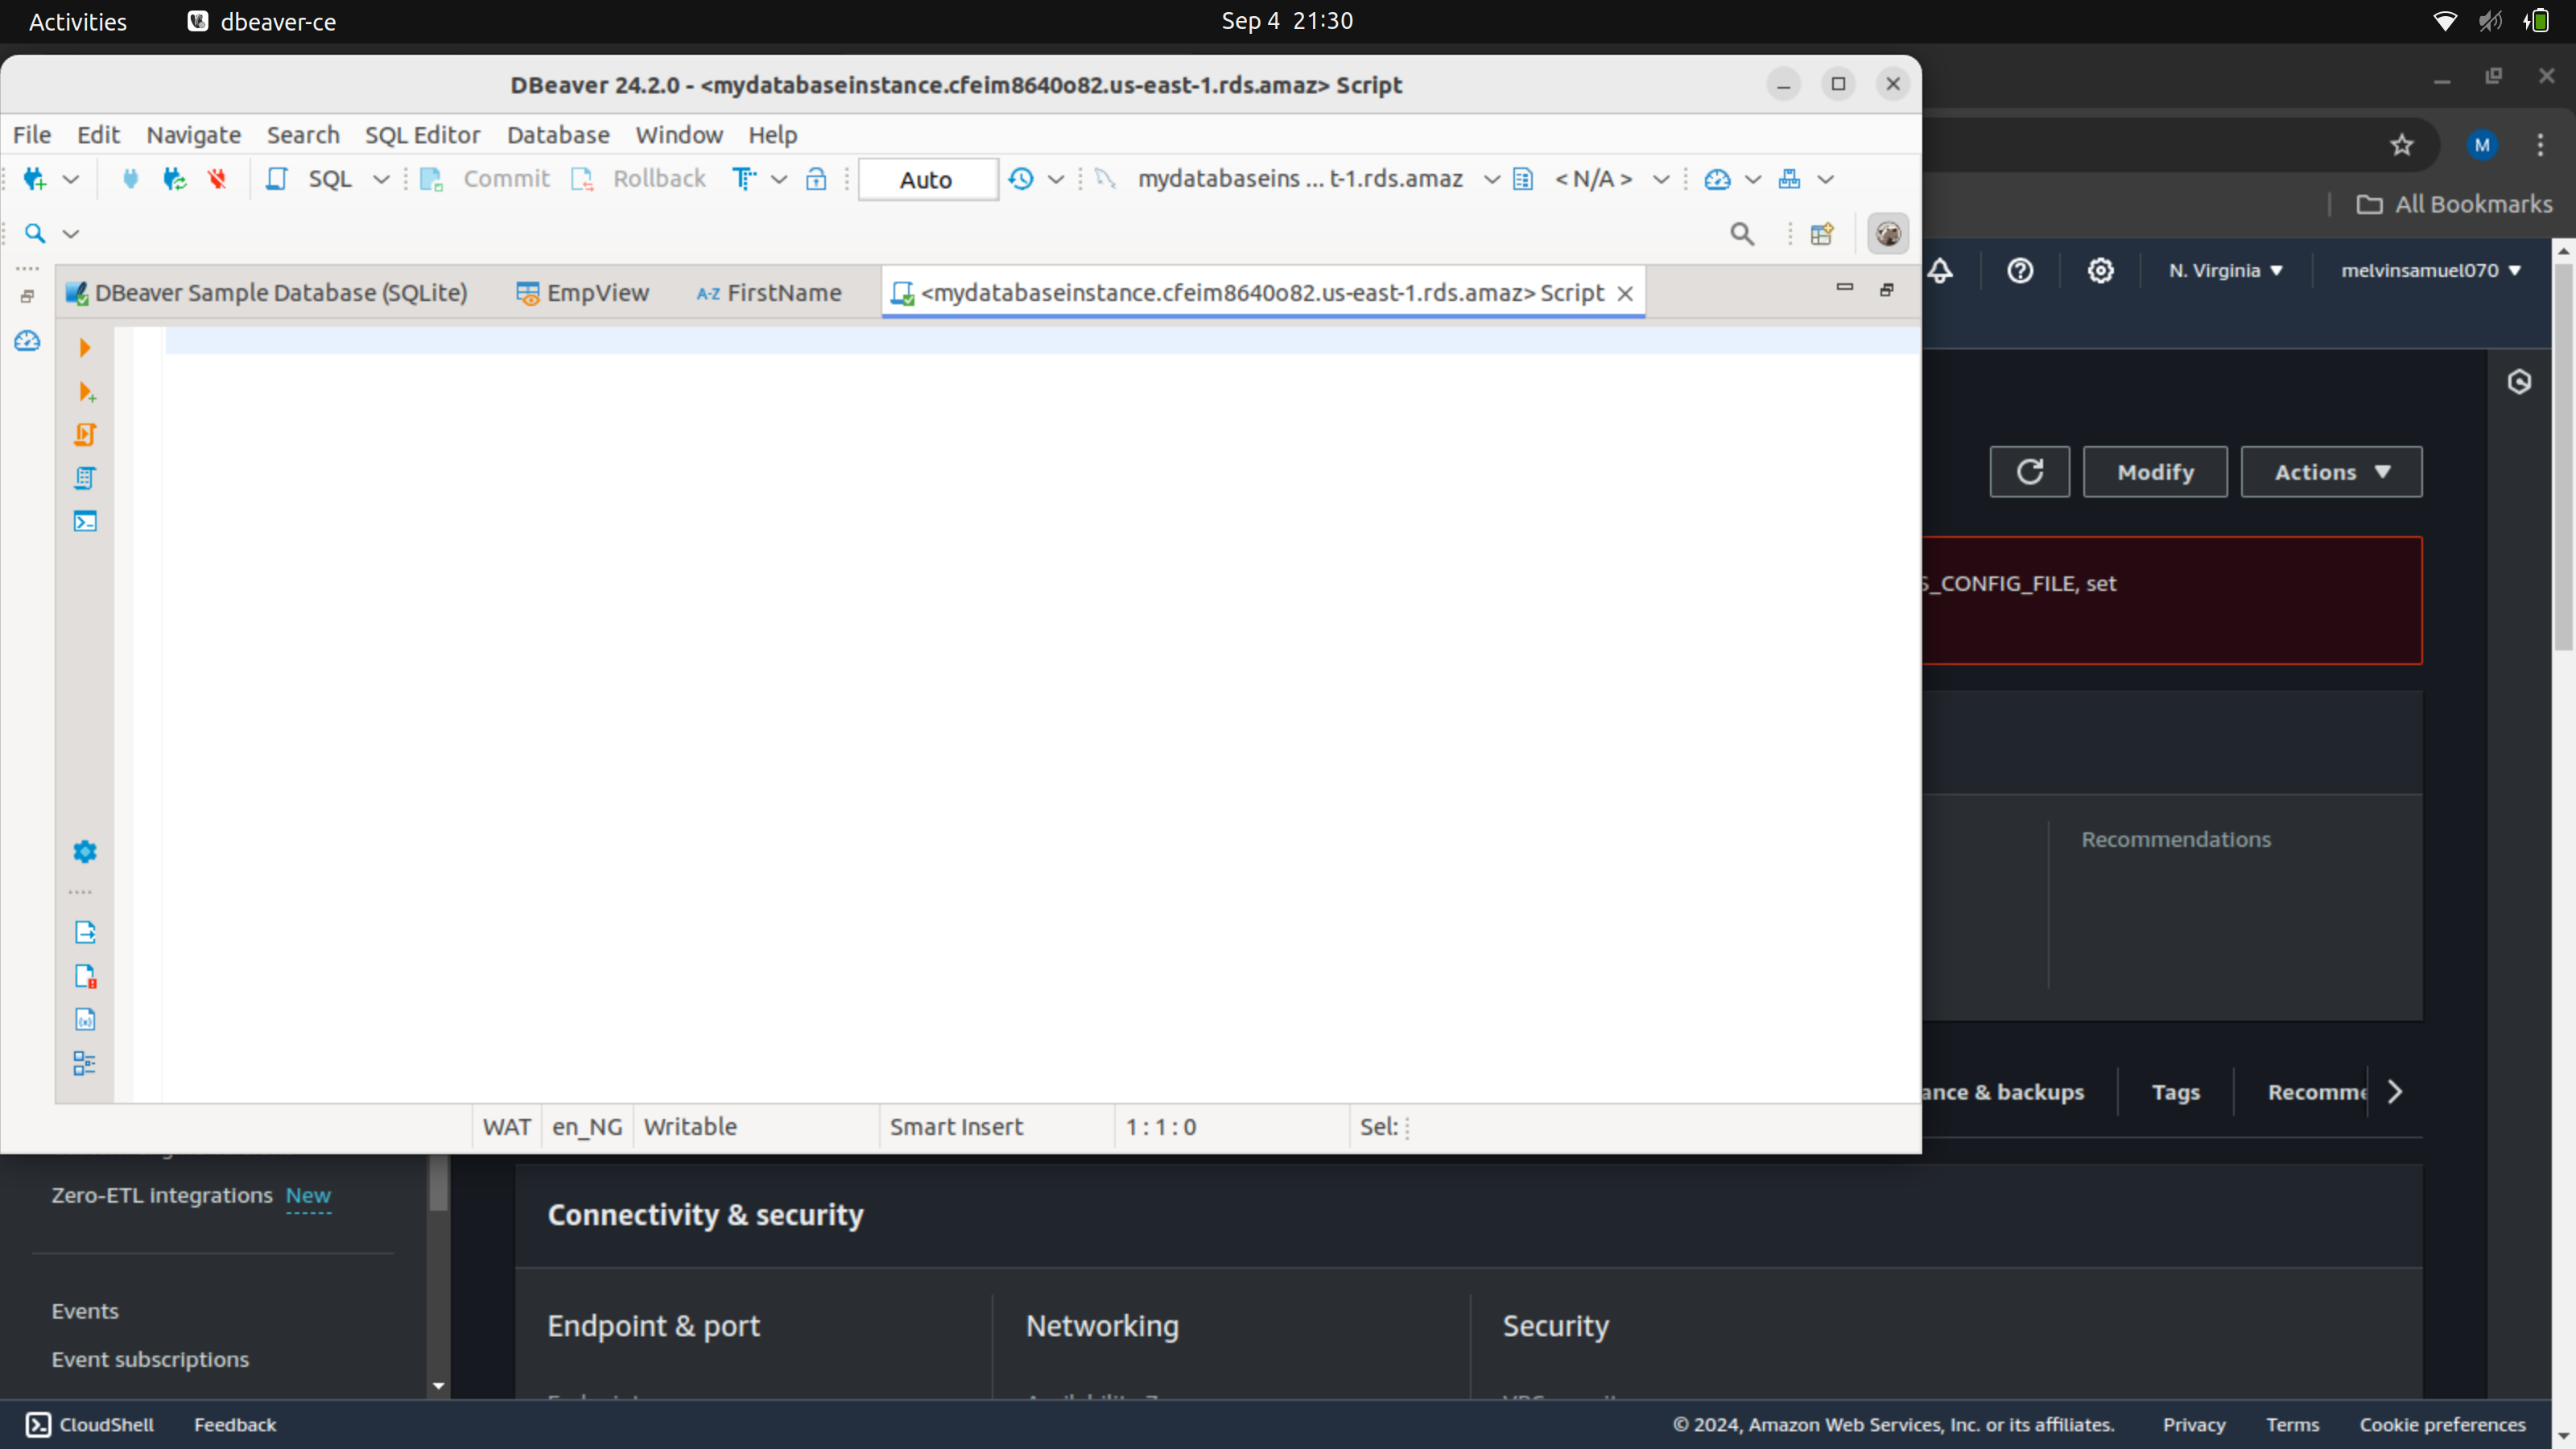 Activities dbeaver-ce Sep 4 21:30
DBeaver 24.2.0 - <mydatabaseinstance.cfeim8640o82.us-east-1.rds.amaz> Script
File Edit Navigate Search SQL Editor Database Window Help
SQL Commit Rollback Auto mydatabaseins ... t-1.rds.amaz < N/A >
M
All Bookmarks
DBeaver Sample Database (SQLite) EmpView A-Z FirstName <mydatabaseinstance.cfeim8640o82.us-east-1.rds.amaz> Script
N. Virginia melvinsamuel070
Modify Actions
S_CONFIG_FILE, set
Recommendations
ance & backups Tags Recomme
WAT en_NG Writable Smart Insert 1 : 1 : 0 Sel:
Zero-ETL integrations New
Connectivity & security
Events
Endpoint & port Networking Security
Event subscriptions
CloudShell Feedback © 2024, Amazon Web Services, Inc. or its affiliates. Privacy Terms Cookie preferences